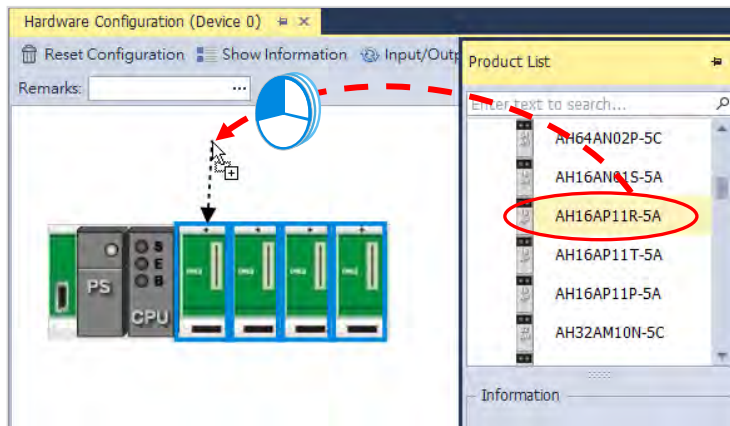 Hardware Configuration (Device 0)
Reset Configuration Show Information Input/Outp
Remarks: ...
Product List
Enter text to search...
AH64AN02P-5C
AH16AN01S-5A
AH16AP11R-5A
AH16AP11T-5A
AH16AP11P-5A
AH32AM10N-5C
PS
S
E
B
CPU
Information